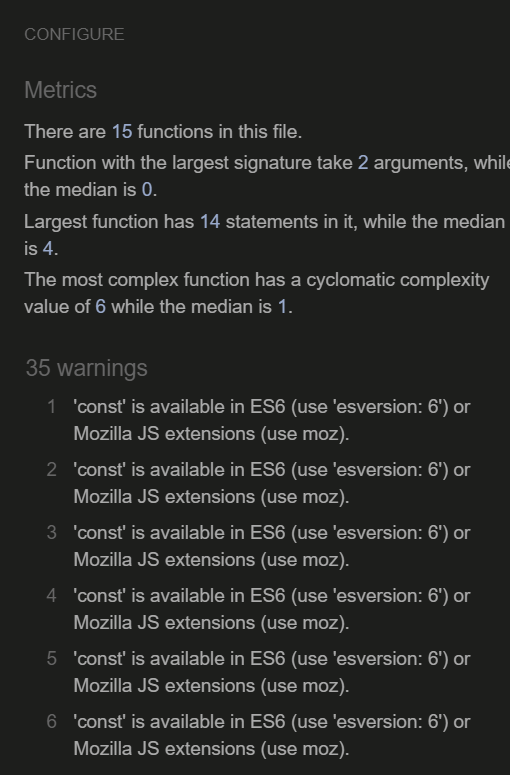 CONFIGURE
Metrics
There are 15 functions in this file.
Function with the largest signature take 2 arguments, while
the median is 0.
Largest function has 14 statements in it, while the median
is 4.
The most complex function has a cyclomatic complexity
value of 6 while the median is 1.
35 warnings
1 'const' is available in ES6 (use 'esversion: 6') or
Mozilla JS extensions (use moz).
2 'const' is available in ES6 (use 'esversion: 6') or
Mozilla JS extensions (use moz).
3 'const' is available in ES6 (use 'esversion: 6') or
Mozilla JS extensions (use moz).
4 'const' is available in ES6 (use 'esversion: 6') or
Mozilla JS extensions (use moz).
5 'const' is available in ES6 (use 'esversion: 6') or
Mozilla JS extensions (use moz).
6 'const' is available in ES6 (use 'esversion: 6') or
Mozilla JS extensions (use moz).